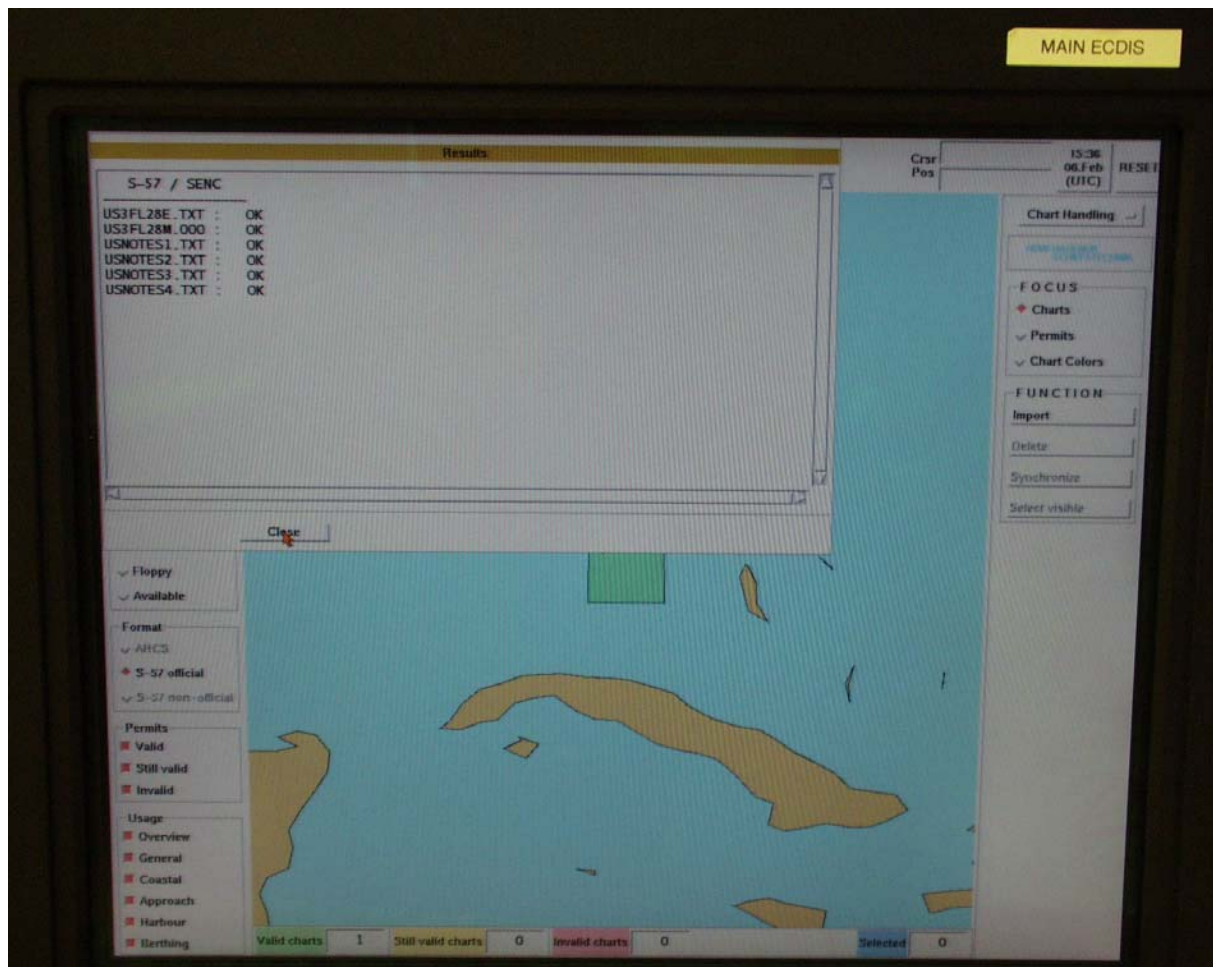 MAIN ECDIS
Results
S-57 / SENC
US3FL28E.TXT : OK
US3FL28M.000 : OK
USNOTES1.TXT : OK
USNOTES2.TXT : OK
USNOTES3.TXT : OK
USNOTES4.TXT : OK
Close
Crsr
Pos
15:36
06.Feb
(UTC)
RESET
Chart Handling
FOCUS
Charts
Permits
Chart Colors
FUNCTION
Import
Delete
Synchronize
Select visible
Floppy
Available
Format
ARCS
S-57 official
S-57 non-official
Permits
Valid
Still valid
Invalid
Usage
Overview
General
Coastal
Approach
Harbour
Berthing
Valid charts 1 Still valid charts 0 Invalid charts 0 Selected 0